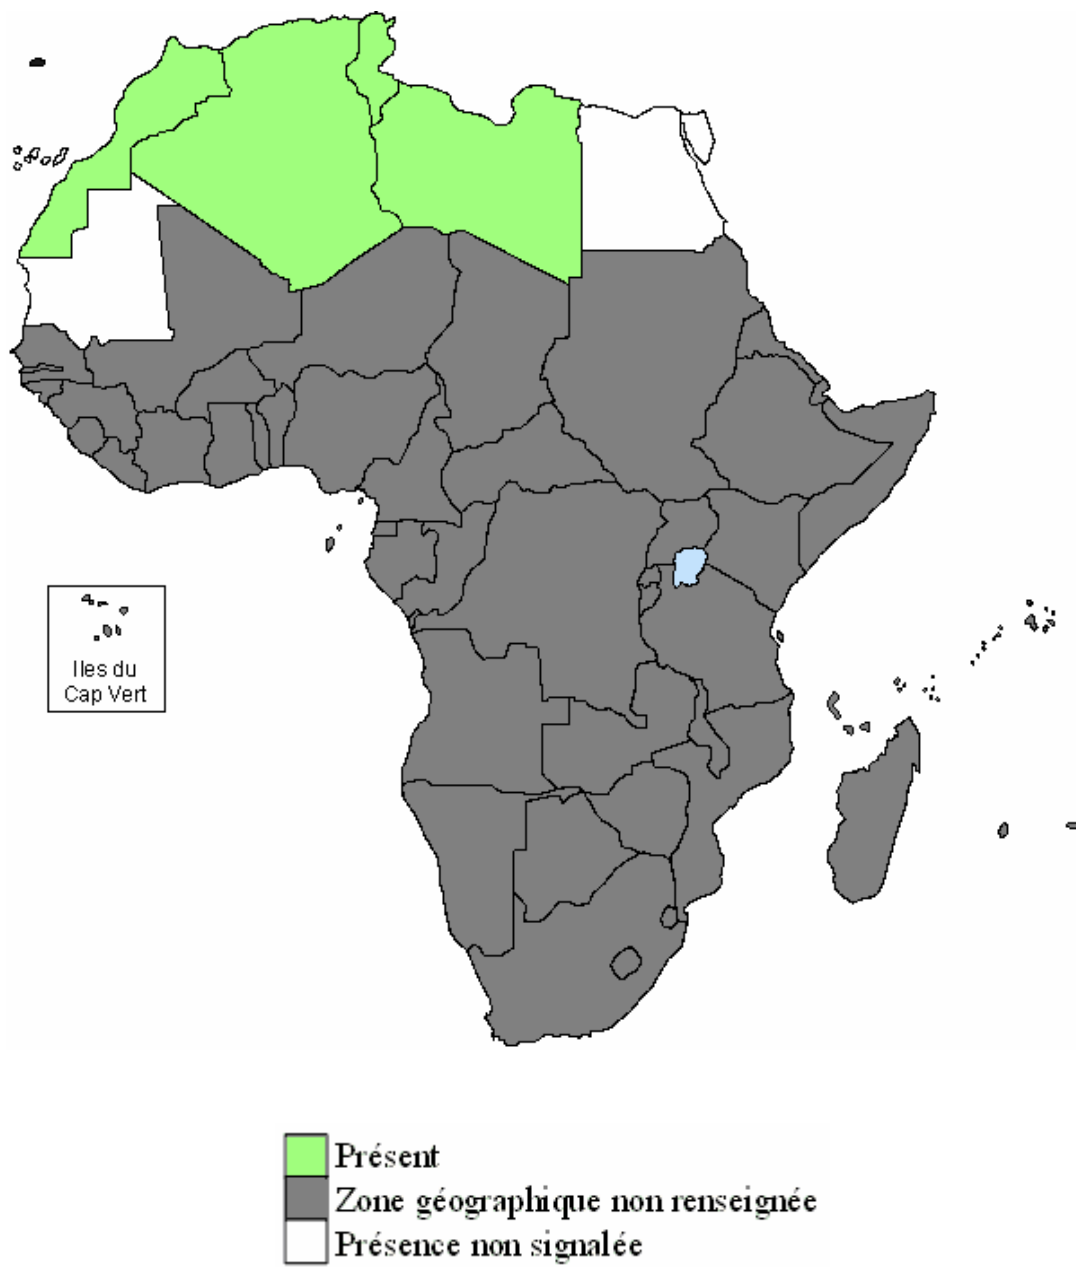 Iles du
Cap Vert
Présent
Zone géographique non renseignée
Présence non signalée